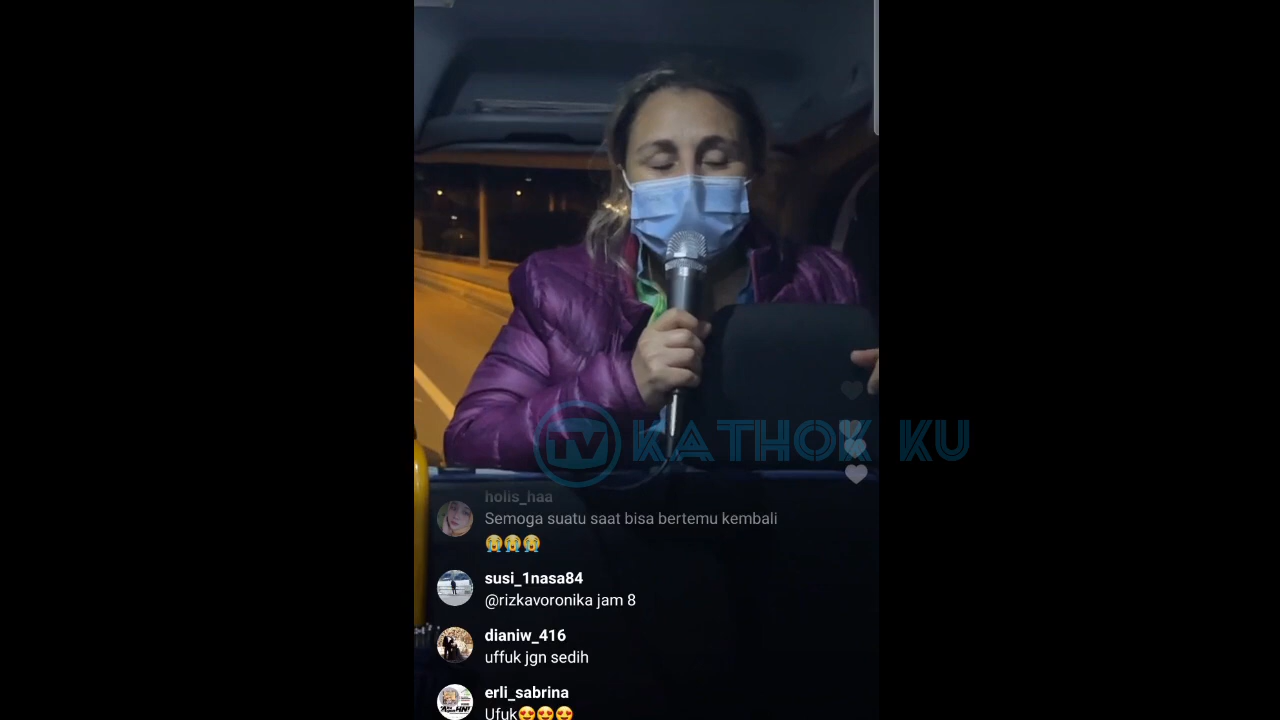 TV KATHOK KU
holis_haa
Semoga suatu saat bisa bertemu kembali
😭😭😭
susi_1nasa84
@rizkavoronika jam 8
dianiw_416
uffuk jgn sedih
erli_sabrina
Ufuk😍😍😍